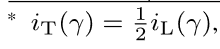 * i_T(γ) = ½ i_L(γ),